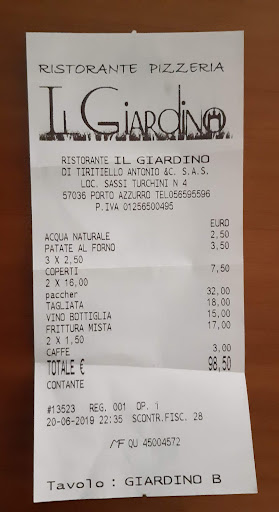 RISTORANTE PIZZERIA
IL GIARDINO
RISTORANTE IL GIARDINO
DI TIRITIELLO ANTONIO &C. S.A.S.
LOC. SASSI TURCHINI N 4
57036 PORTO AZZURRO TEL056595596
P.IVA 01256500495
EURO
ACQUA NATURALE 2,50
PATATE AL FORNO 3,50
3 X 2,50
COPERTI 7,50
2 X 16,00
paccher 32,00
TAGLIATA 18,00
VINO BOTTIGLIA 15,00
FRITTURA MISTA 17,00
2 X 1,50
CAFFE 3,00
TOTALE € 98,50
CONTANTE
#13523 REG. 001 OP. 1
20-06-2019 22:35 SCONTR.FISC. 28
MF QU 45004572
Tavolo : GIARDINO B